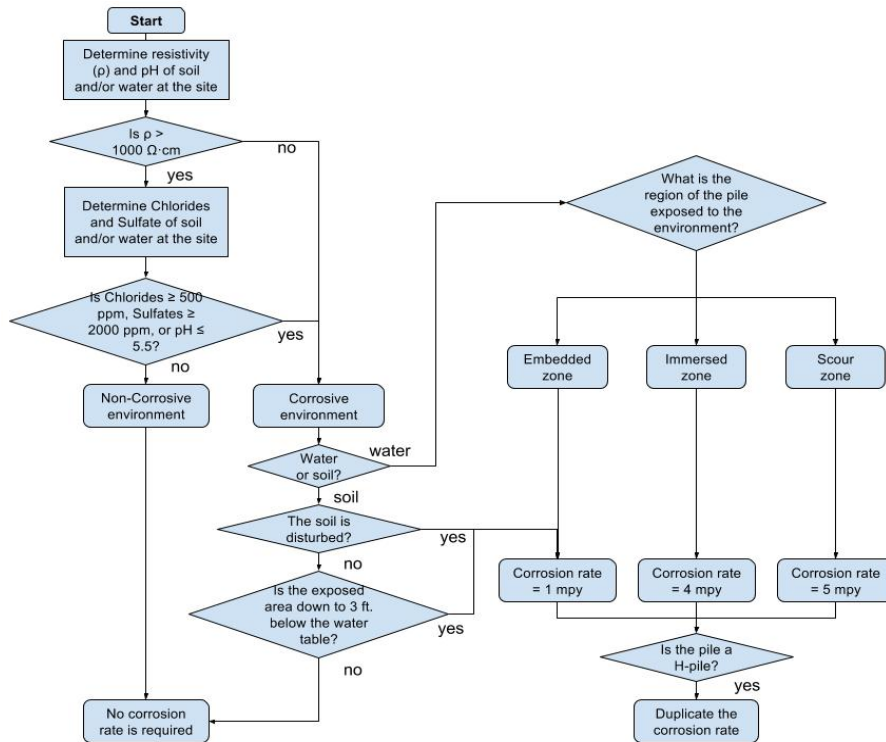 Start
Determine resistivity
(ρ) and pH of soil
and/or water at the site
Is ρ >
1000 Ω·cm
no
yes
Determine Chlorides
and Sulfate of soil
and/or water at the site
What is the
region of the pile
exposed to the
environment?
Is Chlorides ≥ 500
ppm, Sulfates ≥
2000 ppm, or pH ≤
5.5?
yes
no
Embedded
zone
Immersed
zone
Scour
zone
Non-Corrosive
environment
Corrosive
environment
water
Water
or soil?
soil
The soil is
disturbed?
yes
no
Is the exposed
area down to 3 ft.
below the water
table?
yes
no
Corrosion rate
= 1 mpy
Corrosion rate
= 4 mpy
Corrosion rate
= 5 mpy
Is the pile a
H-pile?
yes
No corrosion
rate is required
Duplicate the
corrosion rate